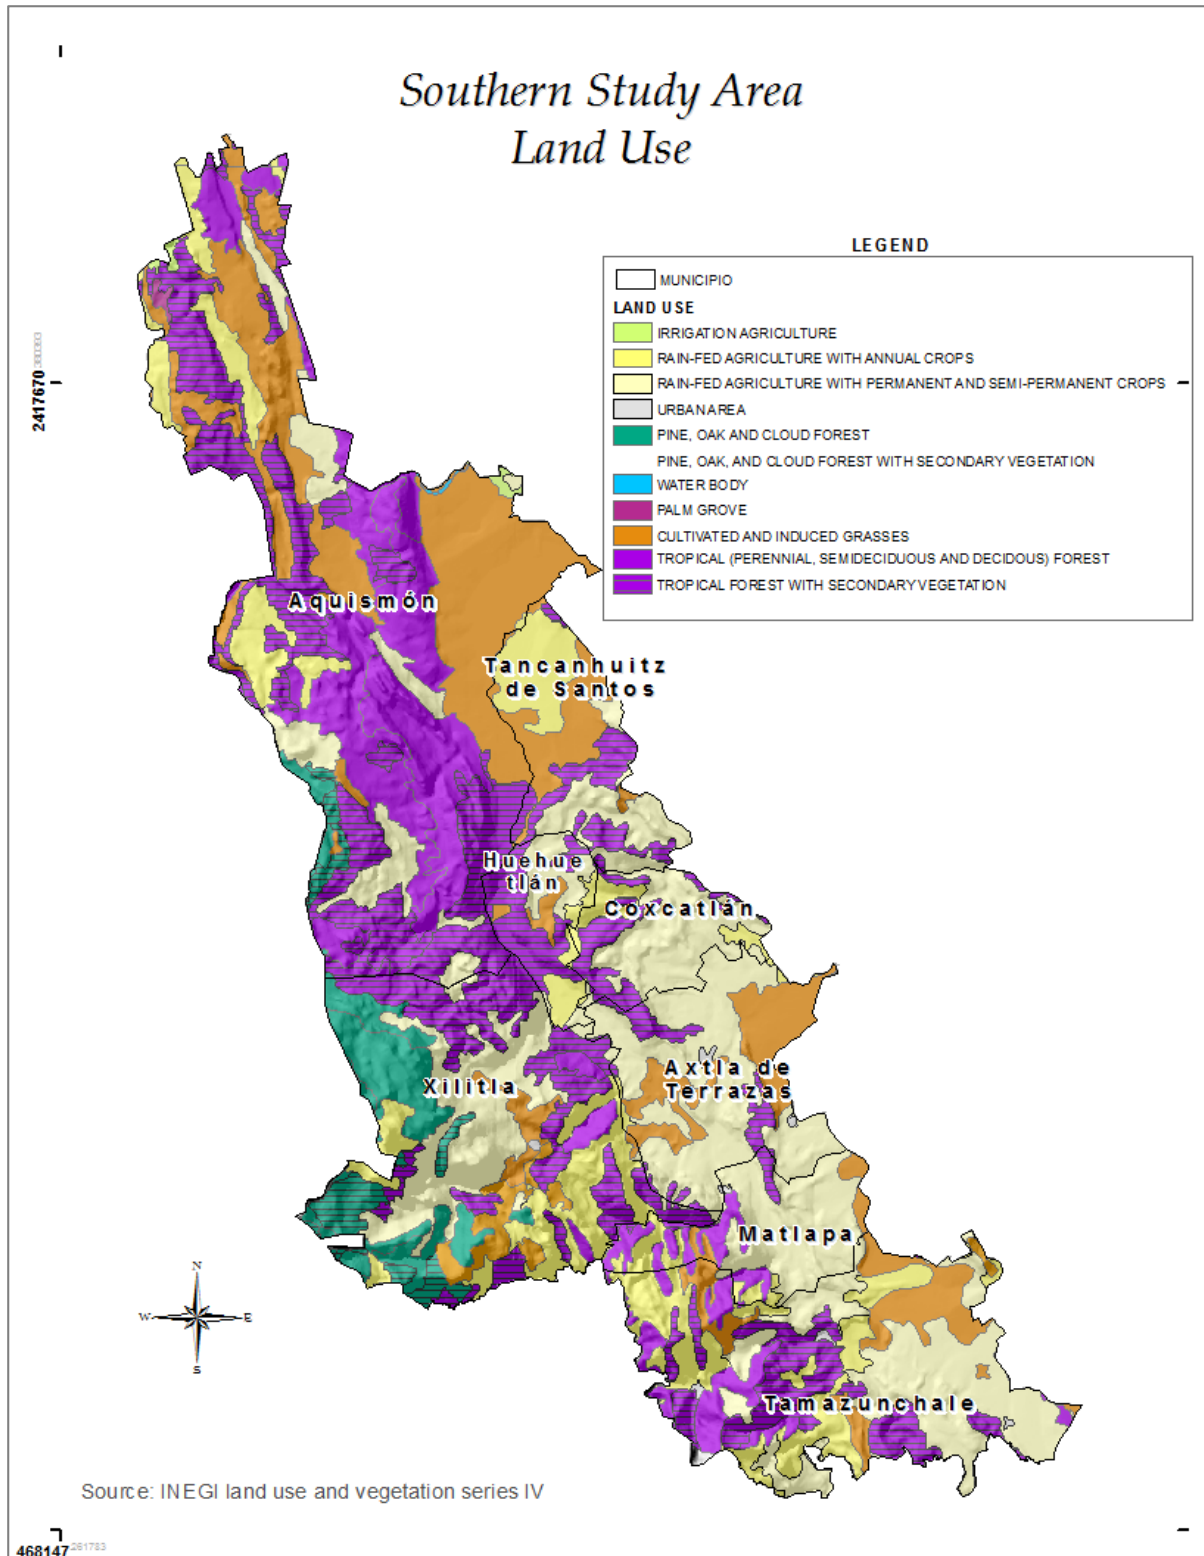 Southern Study Area
Land Use
LEGEND
MUNICIPIO
LAND USE
IRRIGATION AGRICULTURE
RAIN-FED AGRICULTURE WITH ANNUAL CROPS
RAIN-FED AGRICULTURE WITH PERMANENT AND SEMI-PERMANENT CROPS
URBAN AREA
PINE, OAK AND CLOUD FOREST
PINE, OAK, AND CLOUD FOREST WITH SECONDARY VEGETATION
WATER BODY
PALM GROVE
CULTIVATED AND INDUCED GRASSES
TROPICAL (PERENNIAL, SEMIDECIDUOUS AND DECIDOUS) FOREST
TROPICAL FOREST WITH SECONDARY VEGETATION
2417670
Aquismón
Tancanhuitz
de Santos
Huehue
tlán
Coxcatlán
Xilitla
Axtla de
Terrazas
Matlapa
Tamazunchale
N
W
E
S
Source: INEGI land use and vegetation series IV
468147.261783